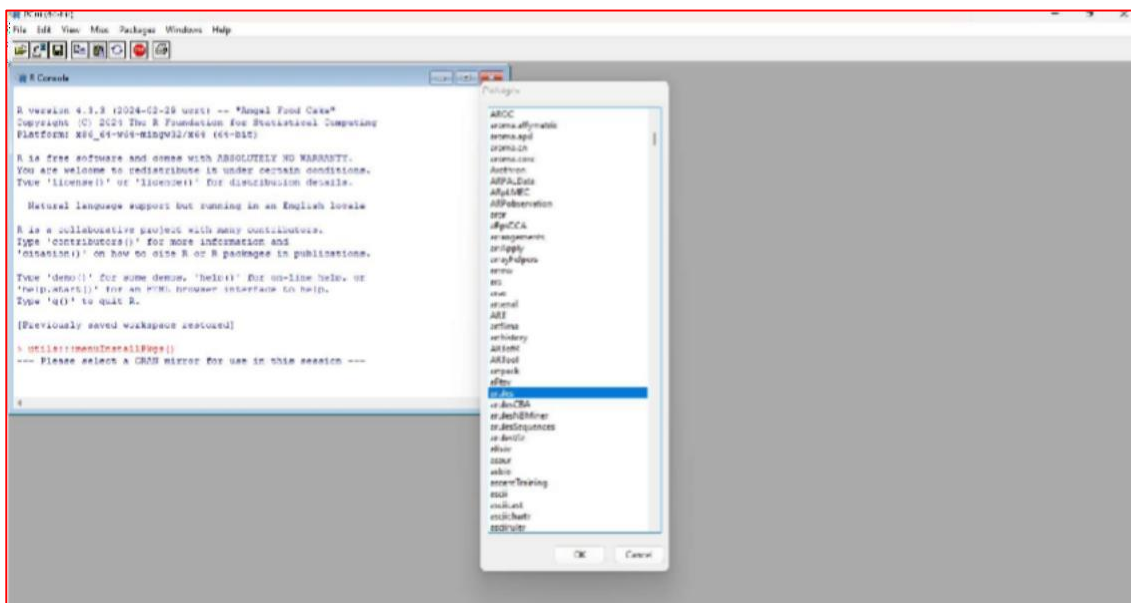 File Edit View Misc Packages Windows Help
R Console
R version 4.3.3 (2024-02-29 ucrt) -- "Angel Food Cake"
Copyright (C) 2024 The R Foundation for Statistical Computing
Platform: x86_64-w64-mingw32/x64 (64-bit)
R is free software and comes with ABSOLUTELY NO WARRANTY.
You are welcome to redistribute it under certain conditions.
Type 'license()' or 'licence()' for distribution details.
Natural language support but running in an English locale
R is a collaborative project with many contributors.
Type 'contributors()' for more information and
'citation()' on how to cite R or R packages in publications.
Type 'demo()' for some demos, 'help()' for on-line help, or
'help.start()' for an HTML browser interface to help.
Type 'q()' to quit R.
[Previously saved workspace restored]
> utils:::menuInstallPkgs()
--- Please select a CRAN mirror for use in this session ---
Packages
AROC
aroma.affymetrix
aroma.apd
aroma.cn
aroma.core
ARPALData
ARpLMEC
ARPobservation
arrangements
arrApply
arrayhelpers
arsenal
ART
arfima
arthistory
ARTool
arules
arulesCBA
arulesNBMiner
arulesSequences
arulesViz
ascentTraining
ascii
asciicast
asciichartr
asciiruler
OK Cancel